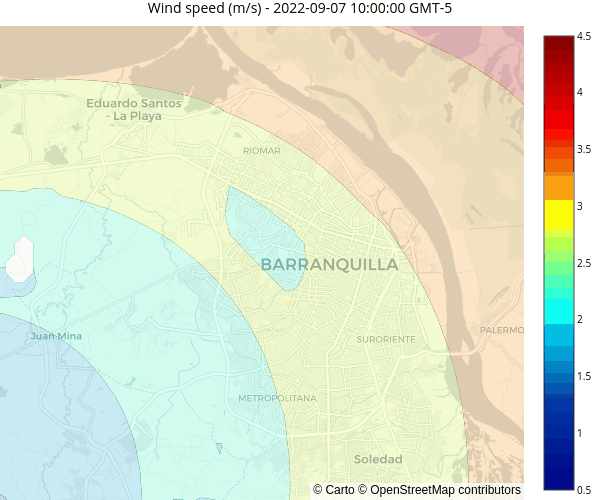 Wind speed (m/s) - 2022-09-07 10:00:00 GMT-5
Eduardo Santos
- La Playa
RIOMAR
BARRANQUILLA
Juan Mina
PALERMO
SURORIENTE
METROPOLITANA
Soledad
© Carto © OpenStreetMap contributors
4.5
4
3.5
3
2.5
2
1.5
1
0.5